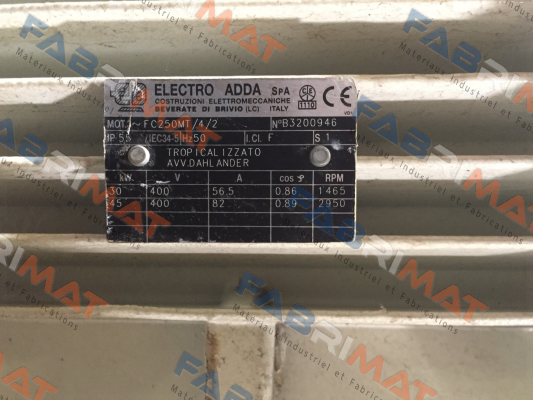 ELECTRO ADDA SpA
COSTRUZIONI ELETTROMECCANICHE
BEVERATE DI BRIVIO (LC) ITALY
CE
MOT. 3~ FC250MT/4/2 N°B3200946
IP 55 IEC34-5 Hz 50 I.Cl. F S 1
TROPICALIZZATO
AVV.DAHLANDER
kW. V A COS φ RPM
30 400 56,5 0.86 1465
45 400 82 0.89 2950
FABRIMAT
Materiaux Industriel et Fabrications